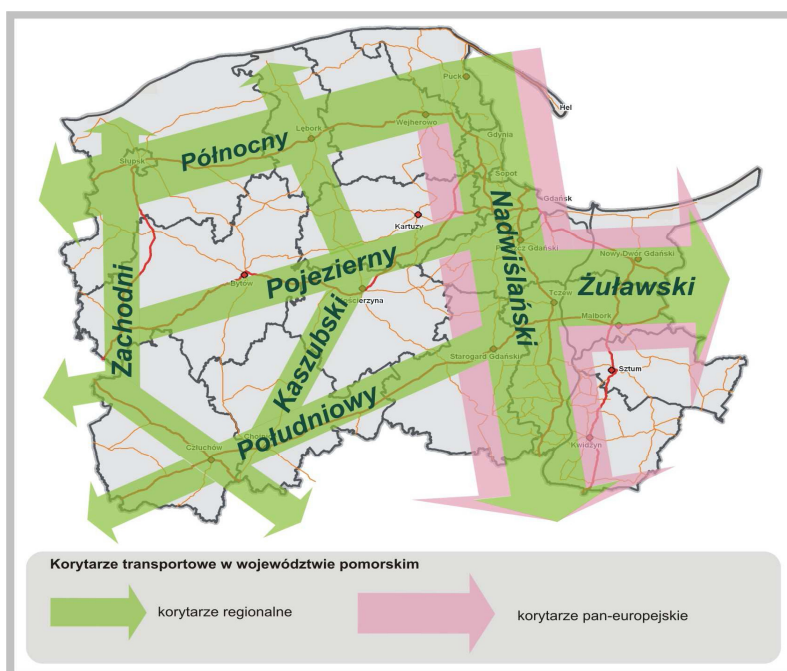 Puck
Hel
Lębork
Wejherowo
Gdynia
Północny
Słupsk
Sopot
Gdańsk
Kartuzy
Nadwiślański
Nowy Dwór Gdański
Pojezierny
Bytów
Żuławski
Zachodni
Tczew
Malbork
Kaszubski
Starogard Gdański
Sztum
Południowy
Człuchów
Kwidzyn
Korytarze transportowe w województwie pomorskim
korytarze regionalne
korytarze pan-europejskie